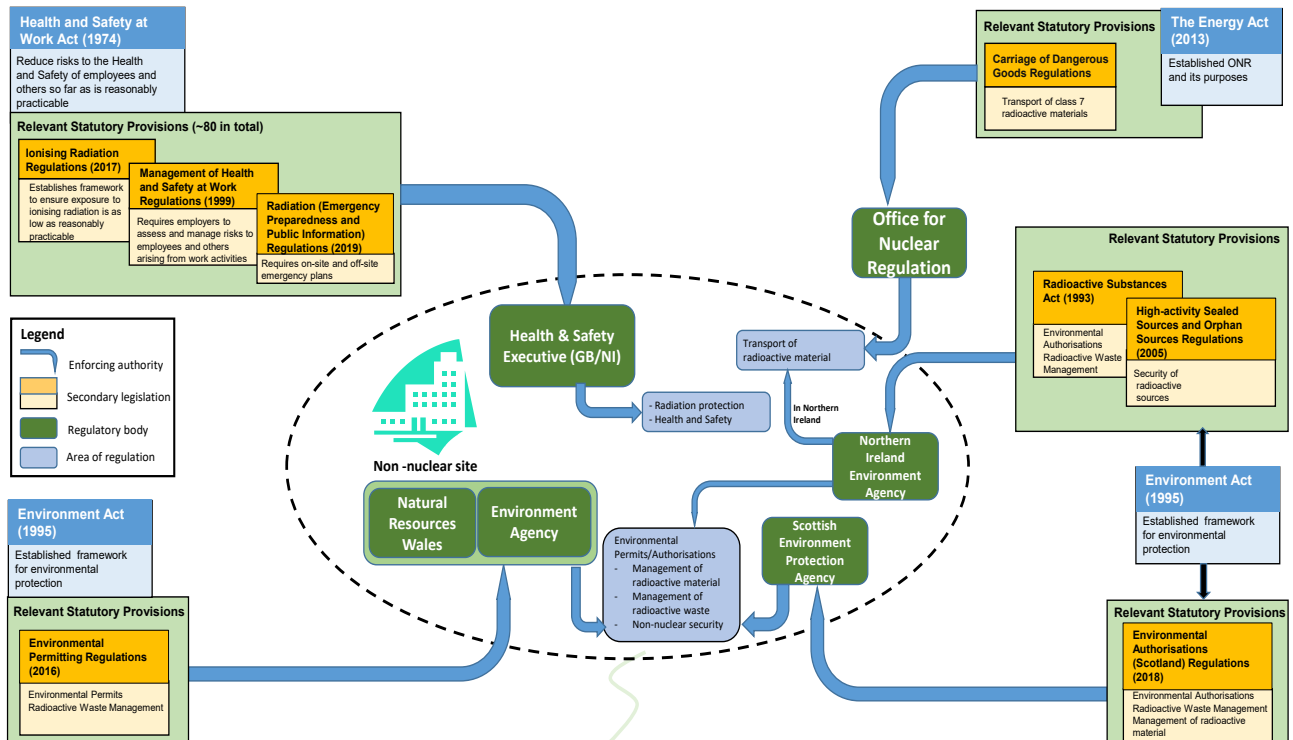 Health and Safety at
Work Act (1974)
Reduce risks to the Health
and Safety of employees and
others so far as is reasonably
practicable
Relevant Statutory Provisions (~80 in total)
Ionising Radiation
Regulations (2017)
Establishes framework
to ensure exposure to
ionising radiation is as
low as reasonably
practicable
Management of Health
and Safety at Work
Regulations (1999)
Requires employers to
assess and manage risks to
employees and others
arising from work activities
Radiation (Emergency
Preparedness and
Public Information)
Regulations (2019)
Requires on-site and off-site
emergency plans
Relevant Statutory Provisions
Carriage of Dangerous
Goods Regulations
Transport of class 7
radioactive materials
The Energy Act
(2013)
Established ONR
and its purposes
Office for
Nuclear
Regulation
Relevant Statutory Provisions
Radioactive Substances
Act (1993)
Environmental
Authorisations
Radioactive Waste
Management
High-activity Sealed
Sources and Orphan
Sources Regulations
(2005)
Security of
radioactive
sources
Legend
Enforcing authority
Secondary legislation
Regulatory body
Area of regulation
Health & Safety
Executive (GB/NI)
Transport of
radioactive material
- Radiation protection
- Health and Safety
In Northern
Ireland
Non -nuclear site
Northern
Ireland
Environment
Agency
Natural
Resources
Wales
Environment
Agency
Environmental
Permits/Authorisations
- Management of
radioactive material
- Management of
radioactive waste
- Non-nuclear security
Scottish
Environment
Protection
Agency
Environment Act
(1995)
Established framework
for environmental
protection
Environment Act
(1995)
Established framework
for environmental
protection
Relevant Statutory Provisions
Environmental
Permitting Regulations
(2016)
Environmental Permits
Radioactive Waste Management
Relevant Statutory Provisions
Environmental
Authorisations
(Scotland) Regulations
(2018)
Environmental Authorisations
Radioactive Waste Management
Management of radioactive
material